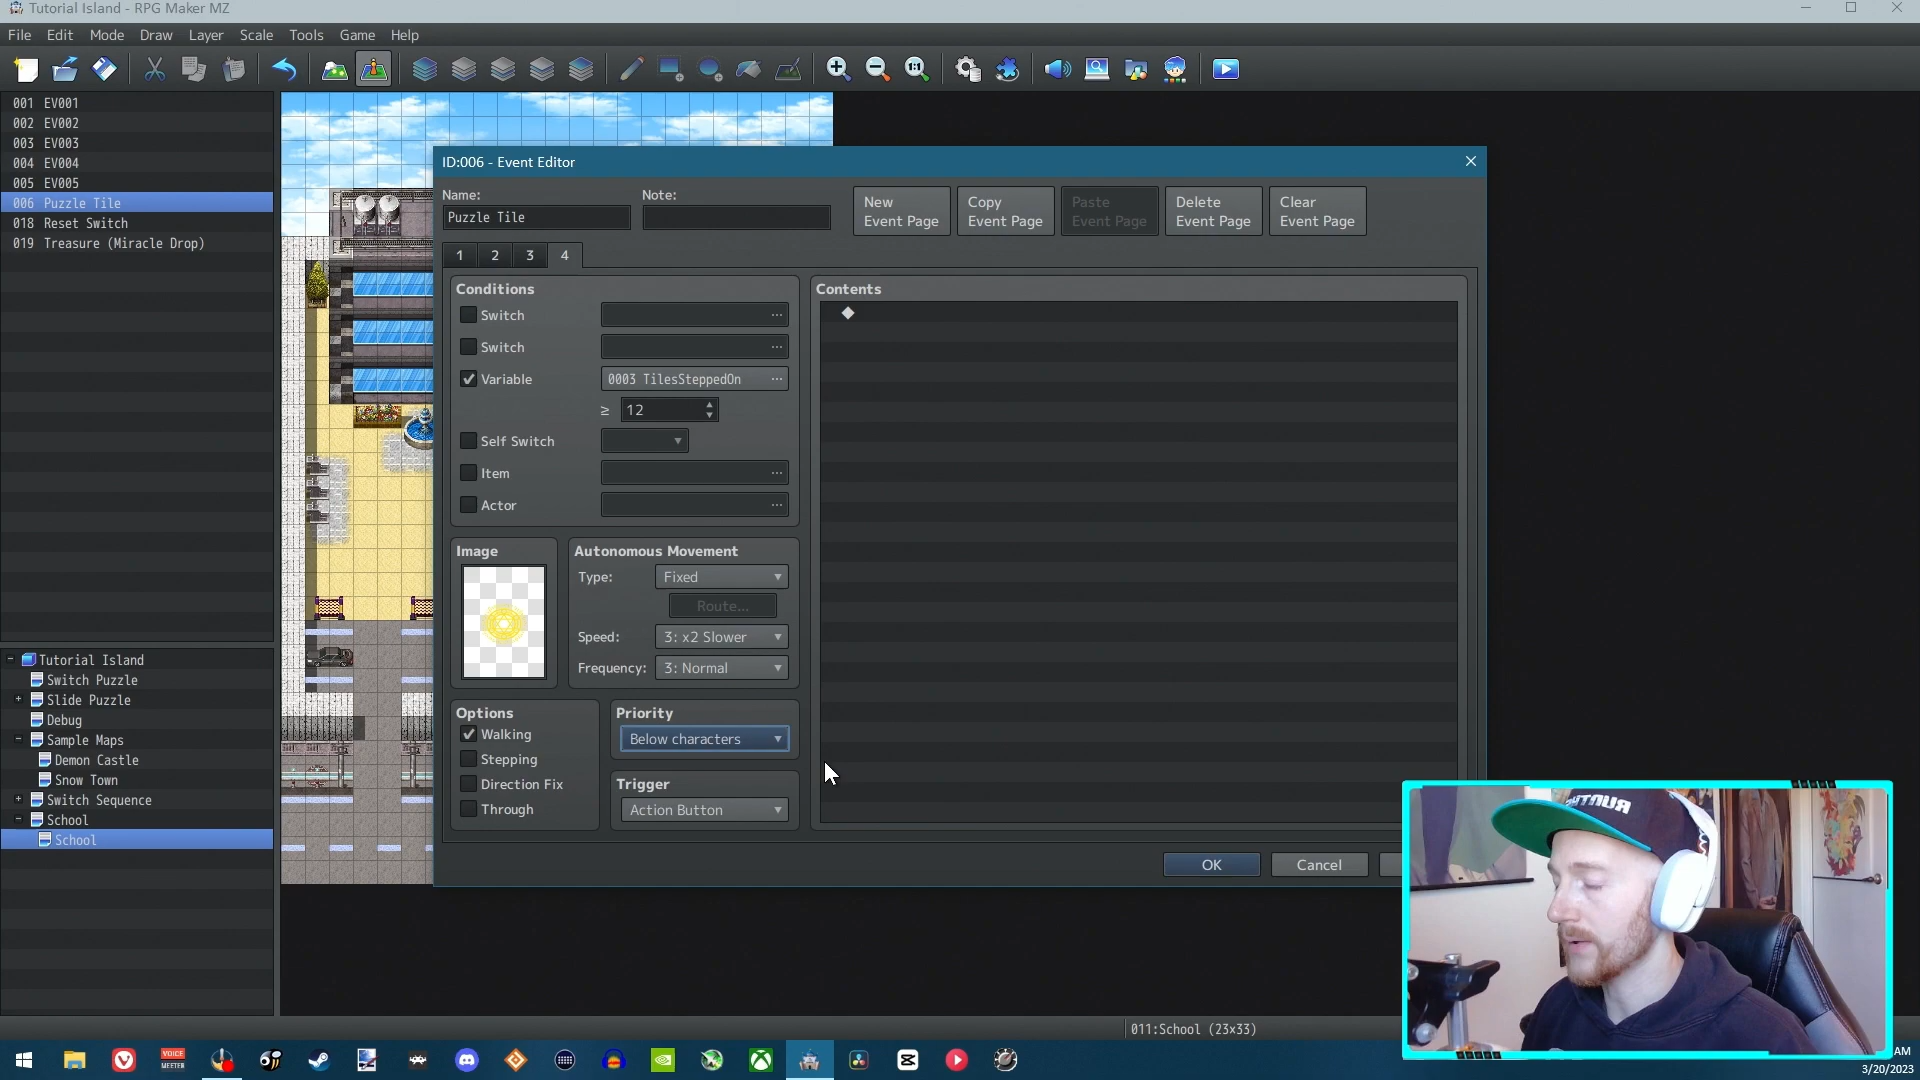 Tutorial Island - RPG Maker MZ
File Edit Mode Draw Layer Scale Tools Game Help
1:1
001 EV001
002 EV002
003 EV003
004 EV004
005 EV005
006 Puzzle Tile
018 Reset Switch
019 Treasure (Miracle Drop)
ID:006 - Event Editor
Name:
Note:
Puzzle Tile
New Event Page
Copy Event Page
Paste Event Page
Delete Event Page
Clear Event Page
1 2 3 4
Conditions
Switch ...
Switch ...
Variable 0003 TilesSteppedOn ...
≥ 12
Self Switch
Item ...
Actor ...
Image
Autonomous Movement
Type: Fixed
Route...
Speed: 3: x2 Slower
Frequency: 3: Normal
Options
Walking
Stepping
Direction Fix
Through
Priority
Below characters
Trigger
Action Button
Contents
OK
Cancel
Tutorial Island
Switch Puzzle
Slide Puzzle
Debug
Sample Maps
Demon Castle
Snow Town
Switch Sequence
School
School
011:School (23x33)
VOICE MEETER
AM
3/20/2023